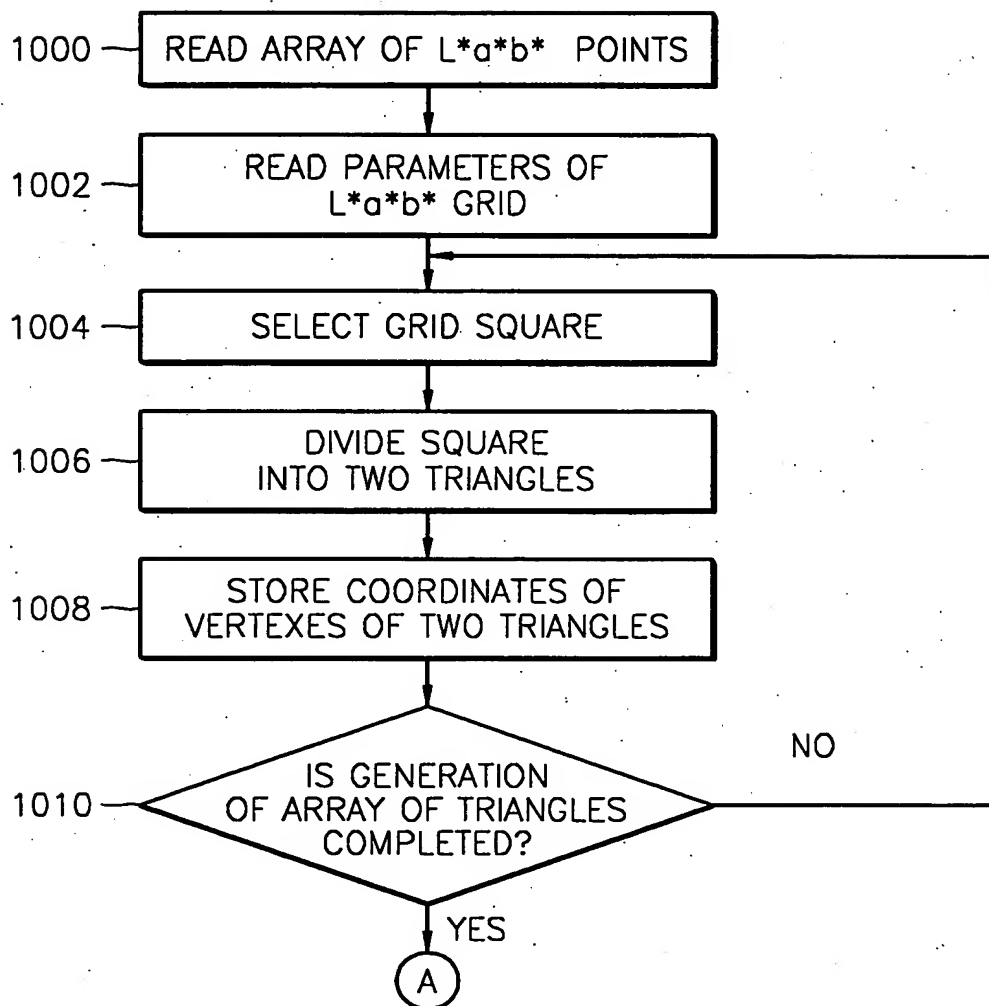 1000
READ ARRAY OF L*a*b* POINTS
1002
READ PARAMETERS OF
L*a*b* GRID
1004
SELECT GRID SQUARE
1006
DIVIDE SQUARE
INTO TWO TRIANGLES
1008
STORE COORDINATES OF
VERTEXES OF TWO TRIANGLES
NO
1010
IS GENERATION
OF ARRAY OF TRIANGLES
COMPLETED?
YES
A